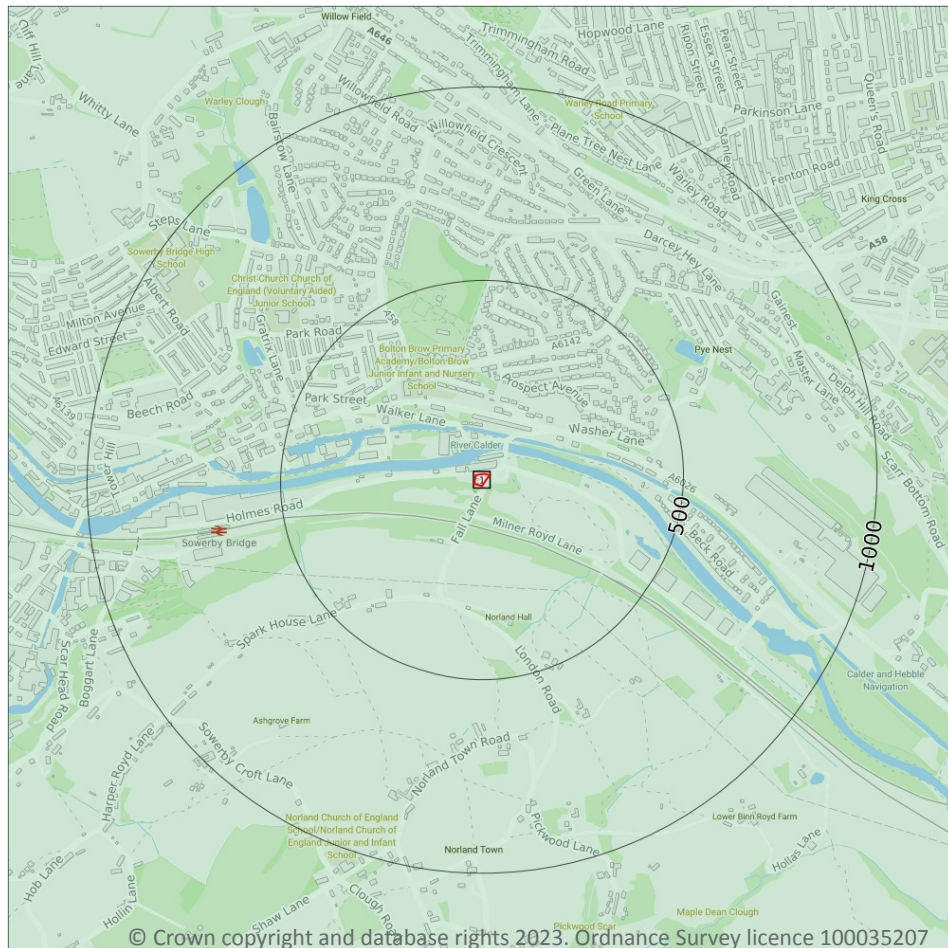 Willow Field
Cliff Hill Lane
A646
Trimmingham Road
Hopwood Lane
Ripon Street
Essex Street
Pear Street
Whitty Lane
Warley Clough
Bairstow Lane
Willowfield Road
Trimmingham Lane
Warley Road Primary
School
Parkinson Lane
Queen's Road
Willowfield Crescent
Plane Tree Nest Lane
Stanley Road
Fenton Road
Green Lane
Warley Road
King Cross
Steps Lane
Sowerby Bridge High
School
Darcey Hey Lane
A58
Christ Church Church of
England (Voluntary Aided)
Junior School
Albert Road
Milton Avenue
Edward Street
Gratrix Lane
Park Road
A58
A6142
Gainest
Pye Nest
Bolton Brow Primary
Academy/Bolton Brow
Junior Infant and Nursery
School
Master Lane
Delph Hill Road
Prospect Avenue
Beech Road
Park Street
Walker Lane
Washer Lane
A6139
Tower Hill
River Calder
Scarr Bottom Road
A6026
1
500
1000
Holmes Road
Sowerby Bridge
Fall Lane
Milner Royd Lane
Beck Road
Norland Hall
Spark House Lane
London Road
Scar Head Road
Boggart Lane
Calder and Hebble
Navigation
Ashgrove Farm
Sowerby Croft Lane
Norland Town Road
Harper Royd Lane
Norland Church of England
School/Norland Church of
England Junior and Infant
School
Pickwood Lane
Lower Binn Royd Farm
Hollas Lane
Norland Town
Hob Lane
Hollin Lane
Shaw Lane
Clough Road
Pickwood Scar
Maple Dean Clough
© Crown copyright and database rights 2023. Ordnance Survey licence 100035207